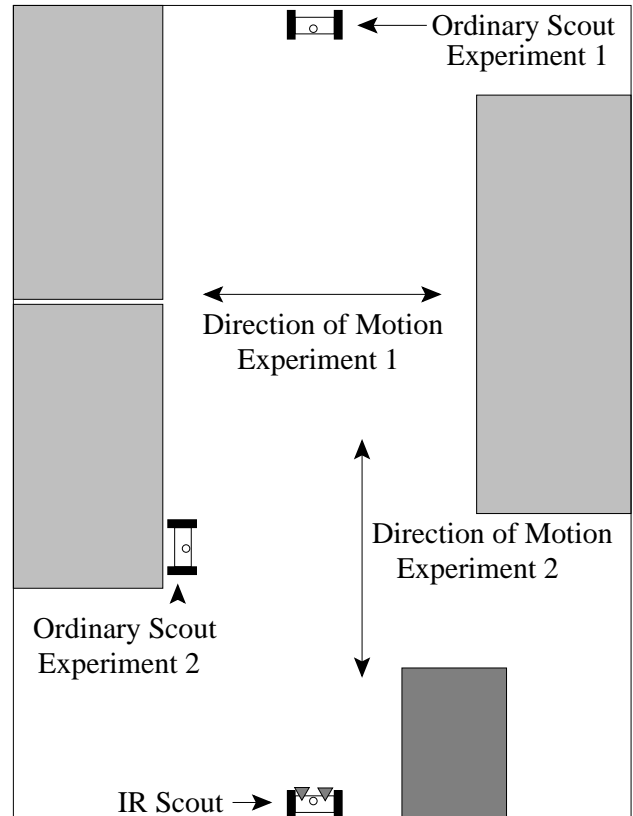 Ordinary Scout
Experiment 1
Direction of Motion
Experiment 1
Direction of Motion
Experiment 2
Ordinary Scout
Experiment 2
IR Scout